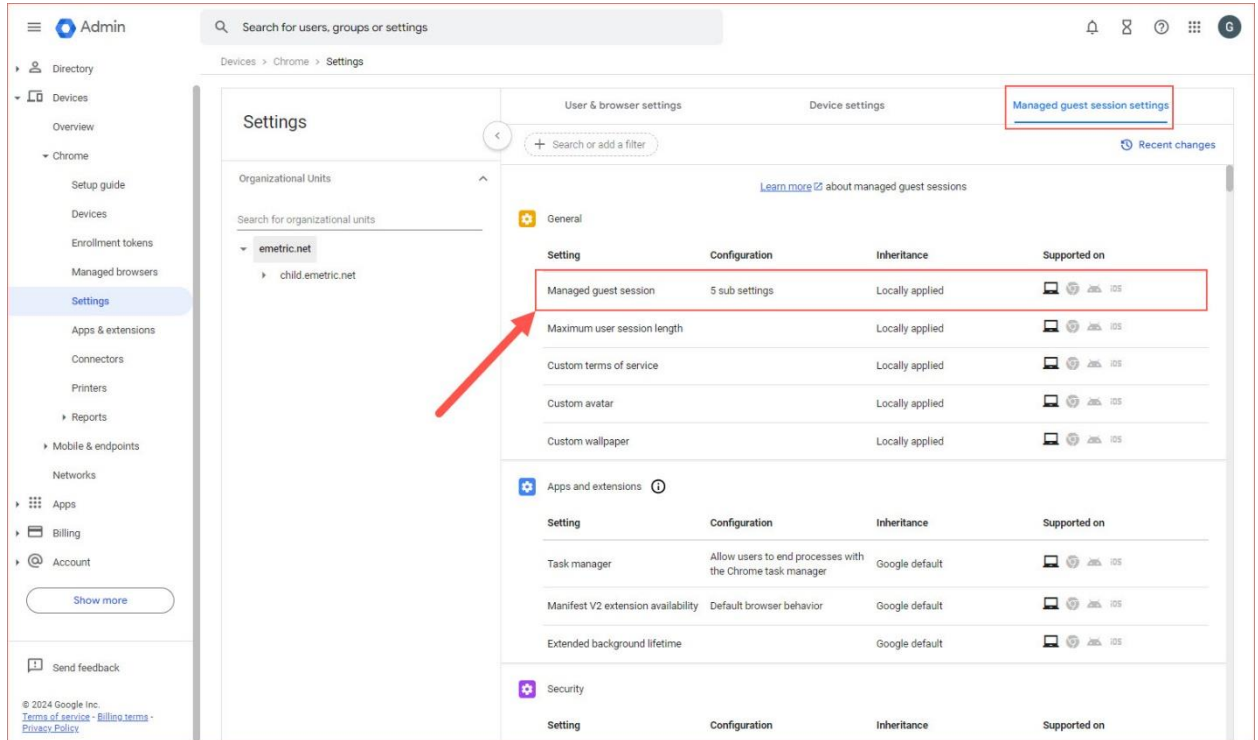 Admin
Search for users, groups or settings
G
Directory
Devices
Overview
Chrome
Setup guide
Devices
Enrollment tokens
Managed browsers
Settings
Apps & extensions
Connectors
Printers
Reports
Mobile & endpoints
Networks
Apps
Billing
Account
Show more
Send feedback
© 2024 Google Inc.
Terms of service - Billing terms -
Privacy Policy
Devices > Chrome > Settings
Settings
Organizational Units
Search for organizational units
emetric.net
child.emetric.net
User & browser settings Device settings Managed guest session settings
+ Search or add a filter Recent changes
Learn more about managed guest sessions
General
Setting Configuration Inheritance Supported on
Managed guest session 5 sub settings Locally applied iOS
Maximum user session length Locally applied iOS
Custom terms of service Locally applied iOS
Custom avatar Locally applied iOS
Custom wallpaper Locally applied iOS
Apps and extensions
Setting Configuration Inheritance Supported on
Task manager Allow users to end processes with Google default iOS
the Chrome task manager
Manifest V2 extension availability Default browser behavior Google default iOS
Extended background lifetime Google default iOS
Security
Setting Configuration Inheritance Supported on